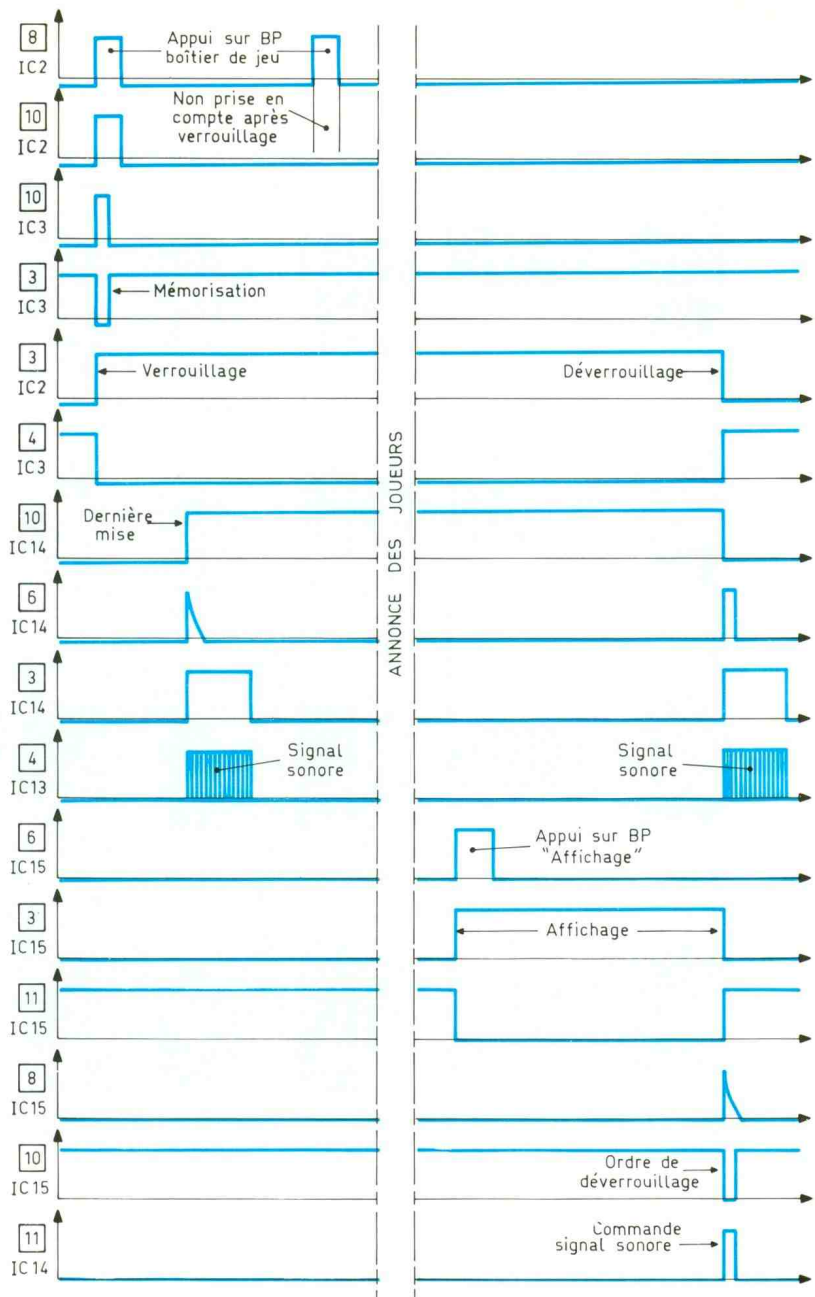 8
IC2
Appui sur BP
boîtier de jeu
Non prise en
compte après
verrouillage
10
IC2
10
IC3
3
IC3
Mémorisation
3
IC2
Verrouillage
Déverrouillage
4
IC3
10
IC14
Dernière
mise
ANNONCE DES JOUEURS
6
IC14
3
IC14
4
IC13
Signal
sonore
Signal
sonore
6
IC15
Appui sur BP
"Affichage"
3
IC15
Affichage
11
IC15
8
IC15
10
IC15
Ordre de
déverrouillage
11
IC14
Commande
signal sonore